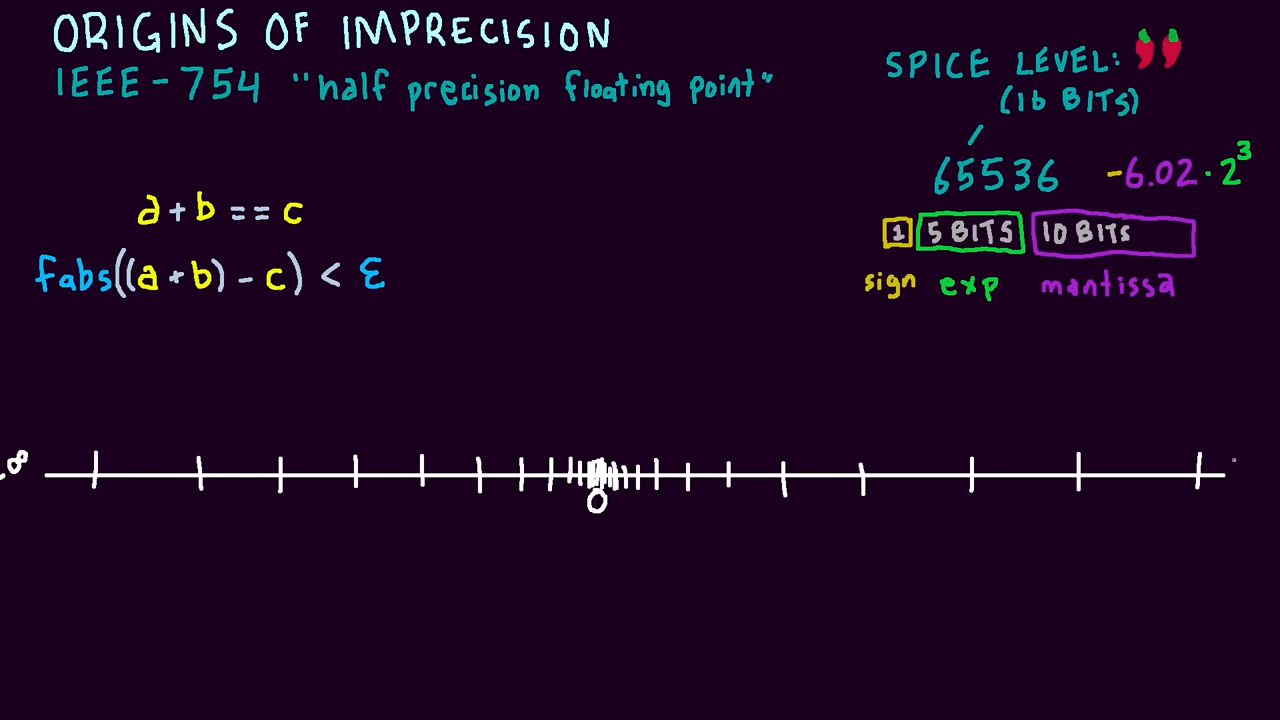 ORIGINS OF IMPRECISION
IEEE-754 "half precision floating point"
SPICE LEVEL:
(16 BITS)
65536
-6.02 · 2³
a + b == c
1 5 BITS 10 BITS
sign exp mantissa
fabs((a + b) - c) < ε
-∞
0